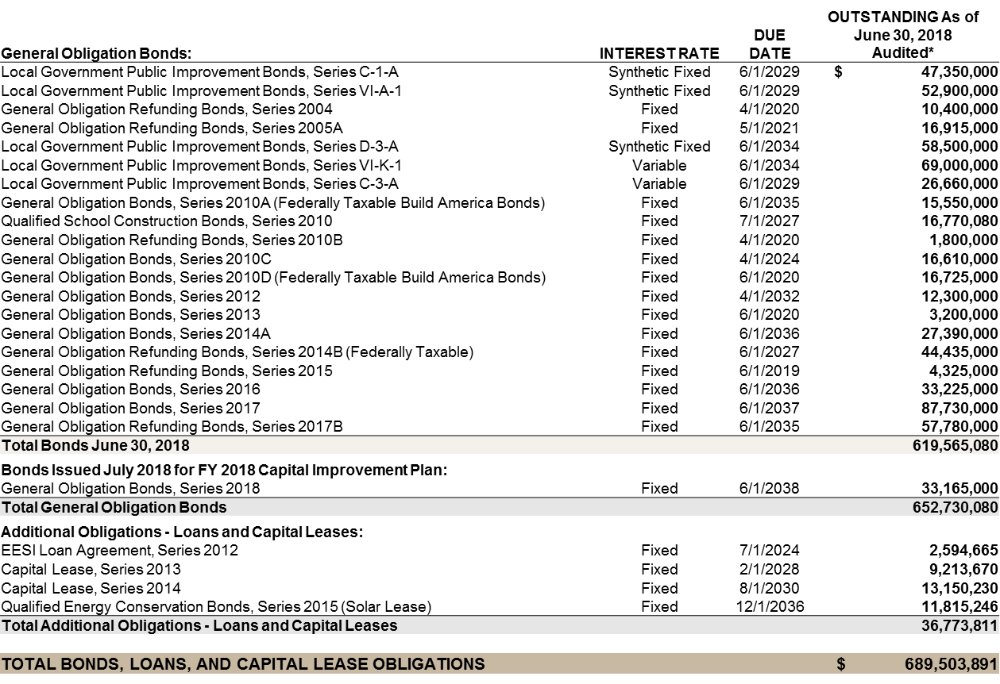 OUTSTANDING As of
DUE June 30, 2018
General Obligation Bonds: INTEREST RATE DATE Audited*
Local Government Public Improvement Bonds, Series C-1-A Synthetic Fixed 6/1/2029 $ 47,350,000
Local Government Public Improvement Bonds, Series VI-A-1 Synthetic Fixed 6/1/2029 52,900,000
General Obligation Refunding Bonds, Series 2004 Fixed 4/1/2020 10,400,000
General Obligation Refunding Bonds, Series 2005A Fixed 5/1/2021 16,915,000
Local Government Public Improvement Bonds, Series D-3-A Synthetic Fixed 6/1/2034 58,500,000
Local Government Public Improvement Bonds, Series VI-K-1 Variable 6/1/2034 69,000,000
Local Government Public Improvement Bonds, Series C-3-A Variable 6/1/2029 26,660,000
General Obligation Bonds, Series 2010A (Federally Taxable Build America Bonds) Fixed 6/1/2035 15,550,000
Qualified School Construction Bonds, Series 2010 Fixed 7/1/2027 16,770,080
General Obligation Refunding Bonds, Series 2010B Fixed 4/1/2020 1,800,000
General Obligation Bonds, Series 2010C Fixed 4/1/2024 16,610,000
General Obligation Bonds, Series 2010D (Federally Taxable Build America Bonds) Fixed 6/1/2020 16,725,000
General Obligation Bonds, Series 2012 Fixed 4/1/2032 12,300,000
General Obligation Bonds, Series 2013 Fixed 6/1/2020 3,200,000
General Obligation Bonds, Series 2014A Fixed 6/1/2036 27,390,000
General Obligation Refunding Bonds, Series 2014B (Federally Taxable) Fixed 6/1/2027 44,435,000
General Obligation Refunding Bonds, Series 2015 Fixed 6/1/2019 4,325,000
General Obligation Bonds, Series 2016 Fixed 6/1/2036 33,225,000
General Obligation Bonds, Series 2017 Fixed 6/1/2037 87,730,000
General Obligation Refunding Bonds, Series 2017B Fixed 6/1/2035 57,780,000
Total Bonds June 30, 2018 619,565,080
Bonds Issued July 2018 for FY 2018 Capital Improvement Plan:
General Obligation Bonds, Series 2018 Fixed 6/1/2038 33,165,000
Total General Obligation Bonds 652,730,080
Additional Obligations - Loans and Capital Leases:
EESI Loan Agreement, Series 2012 Fixed 7/1/2024 2,594,665
Capital Lease, Series 2013 Fixed 2/1/2028 9,213,670
Capital Lease, Series 2014 Fixed 8/1/2030 13,150,230
Qualified Energy Conservation Bonds, Series 2015 (Solar Lease) Fixed 12/1/2036 11,815,246
Total Additional Obligations - Loans and Capital Leases 36,773,811
TOTAL BONDS, LOANS, AND CAPITAL LEASE OBLIGATIONS $ 689,503,891